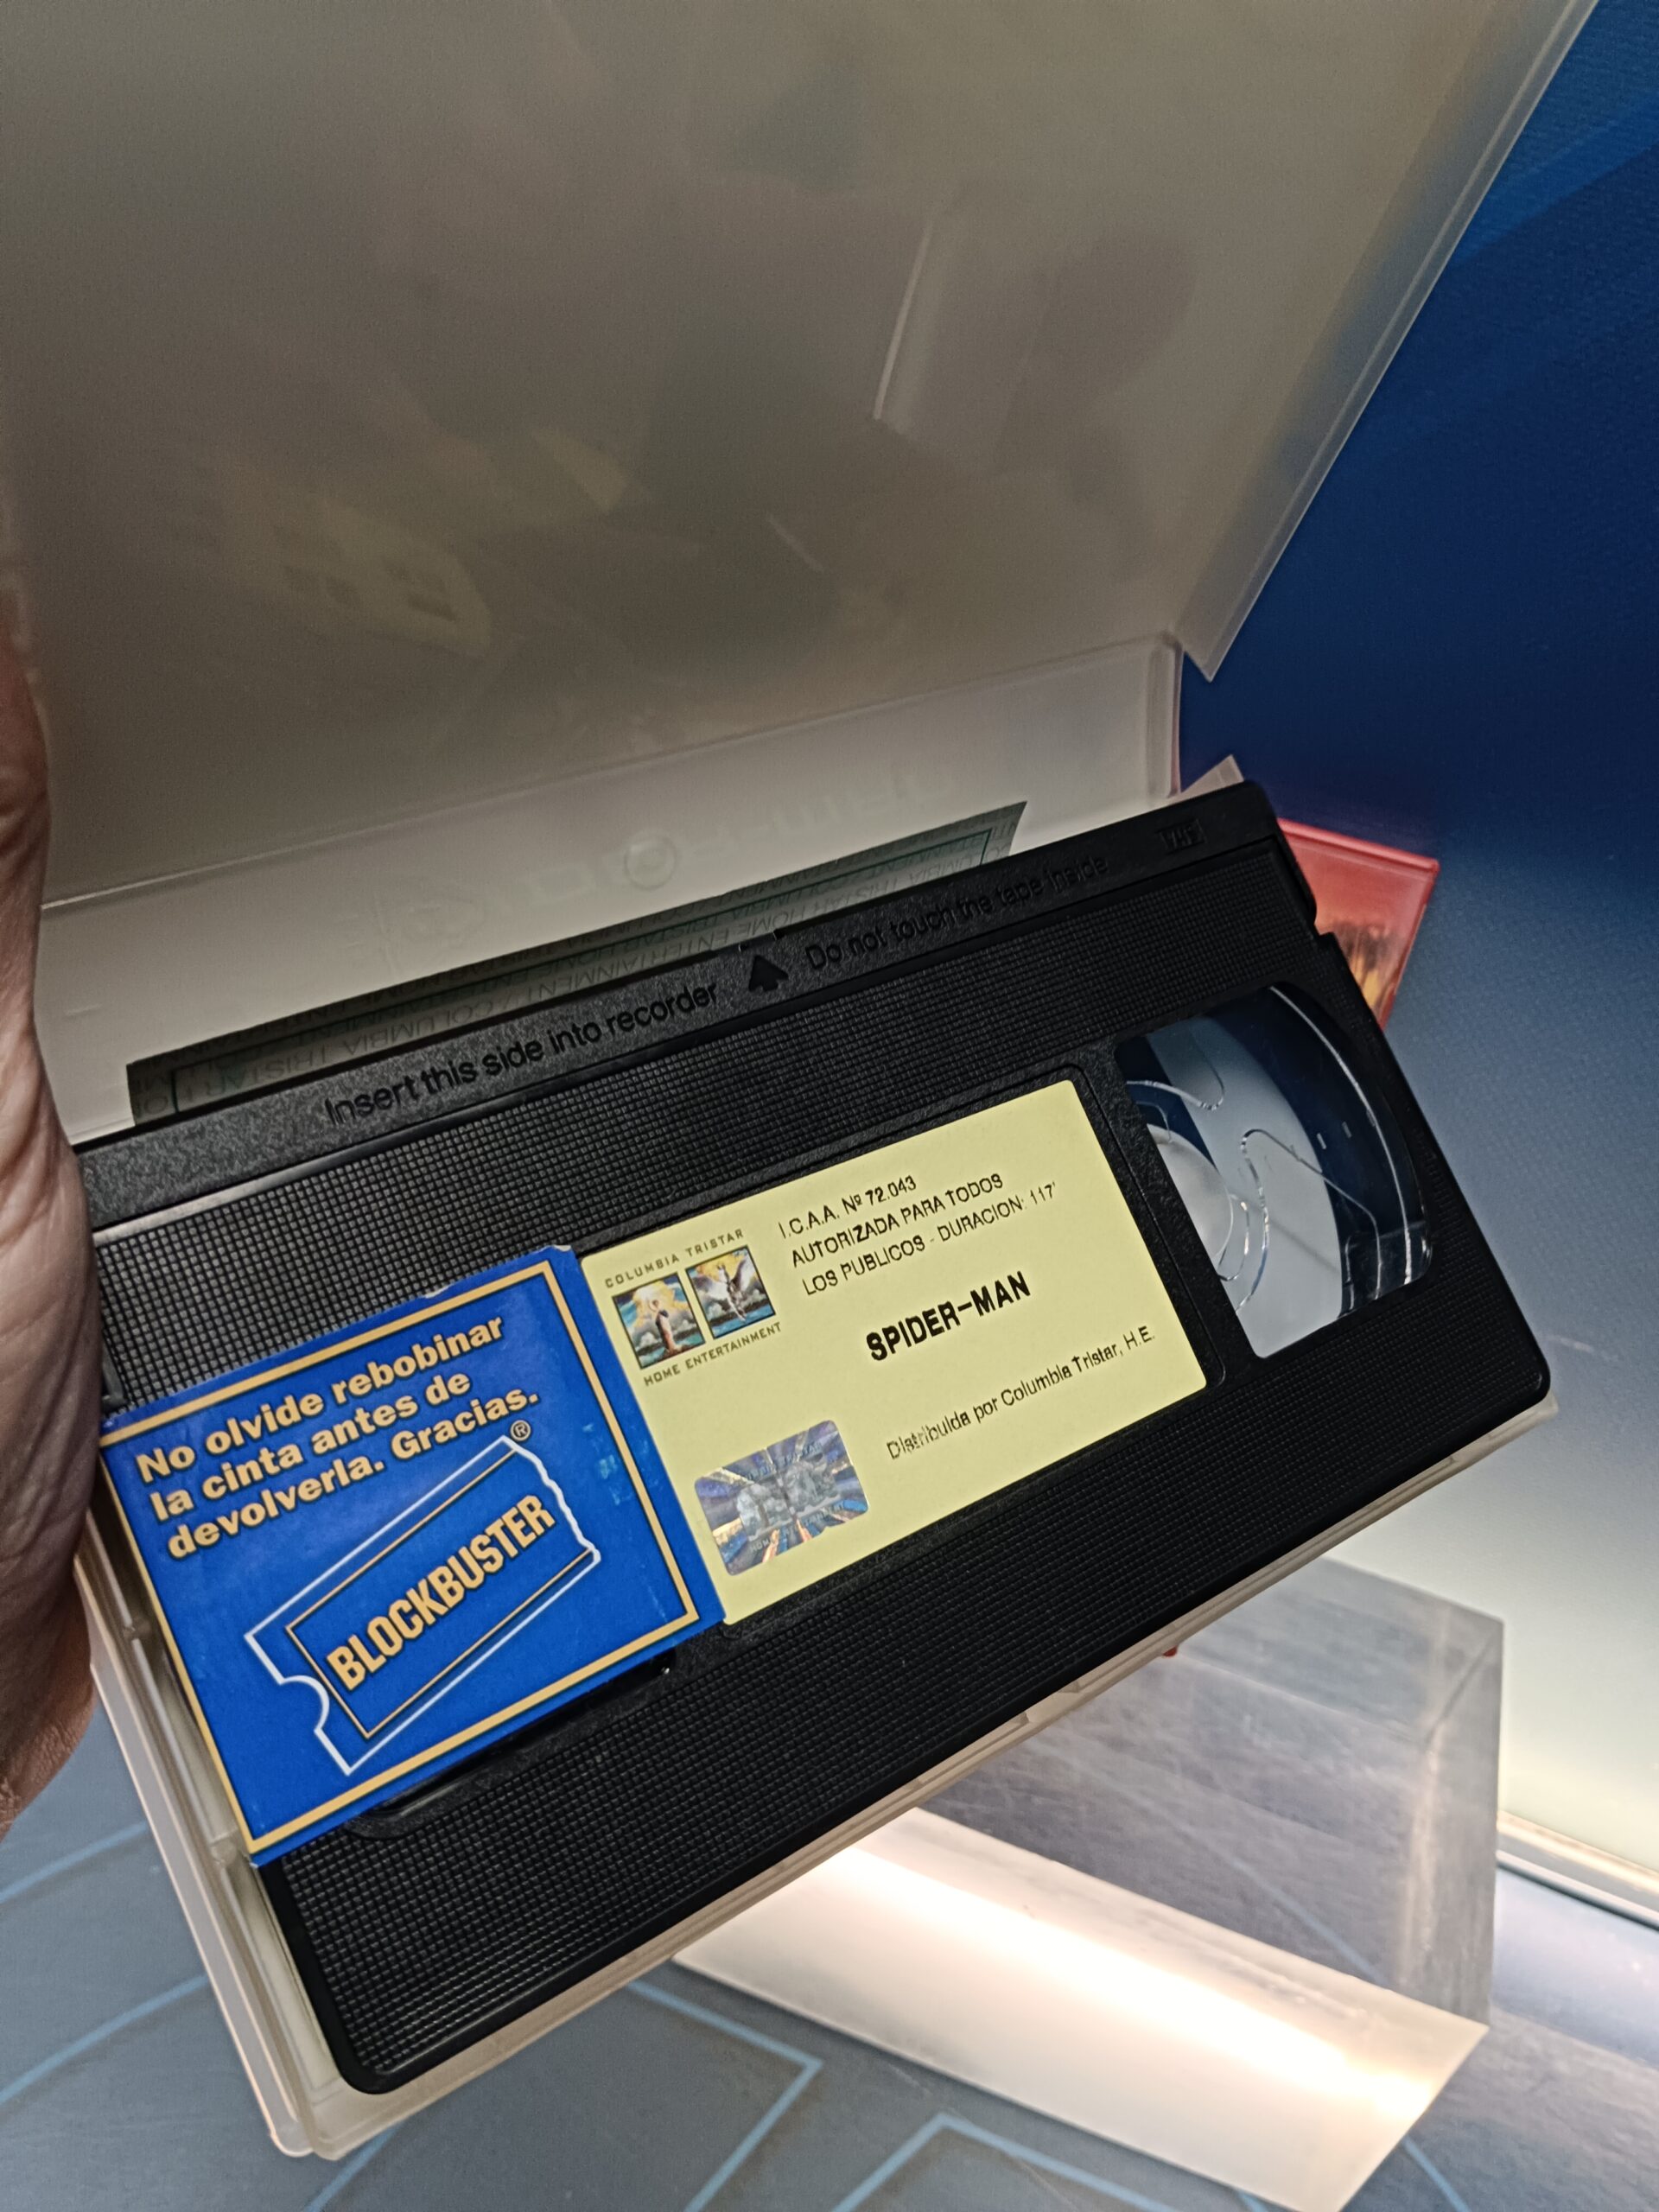 Insert this side into recorder
Do not touch the tape inside
VHS
I.C.A.A. Nº 72.043
AUTORIZADA PARA TODOS
LOS PUBLICOS - DURACION: 117'
COLUMBIA TRISTAR
HOME ENTERTAINMENT
SPIDER-MAN
Distribuida por Columbia Tristar, H.E.
No olvide rebobinar
la cinta antes de
devolverla. Gracias.
BLOCKBUSTER®